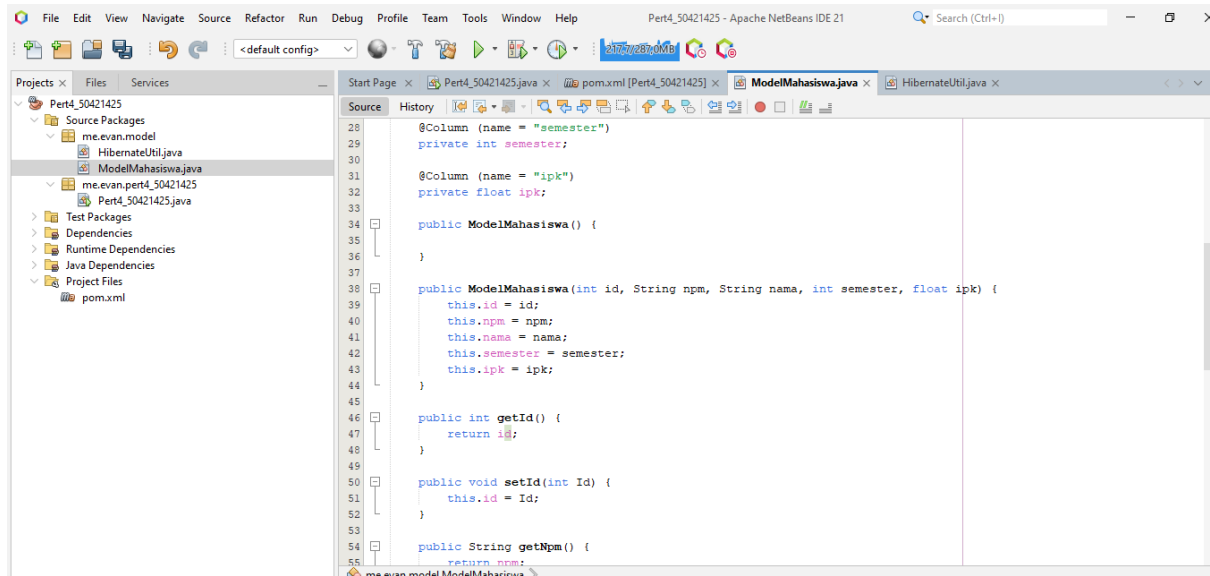 File Edit View Navigate Source Refactor Run Debug Profile Team Tools Window Help Pert4_50421425 - Apache NetBeans IDE 21 Search (Ctrl+I)
<default config> 217,7/287,0MB
Projects Files Services
Start Page Pert4_50421425.java pom.xml [Pert4_50421425] ModelMahasiswa.java HibernateUtil.java
Pert4_50421425
Source Packages
me.evan.model
HibernateUtil.java
ModelMahasiswa.java
me.evan.pert4_50421425
Pert4_50421425.java
Test Packages
Dependencies
Runtime Dependencies
Java Dependencies
Project Files
pom.xml
Source History
28 @Column (name = "semester")
29 private int semester;
30
31 @Column (name = "ipk")
32 private float ipk;
33
34 public ModelMahasiswa() {
35
36 }
37
38 public ModelMahasiswa(int id, String npm, String nama, int semester, float ipk) {
39 this.id = id;
40 this.npm = npm;
41 this.nama = nama;
42 this.semester = semester;
43 this.ipk = ipk;
44 }
45
46 public int getId() {
47 return id;
48 }
49
50 public void setId(int Id) {
51 this.id = Id;
52 }
53
54 public String getNpm() {
55 return npm;
me.evan.model.ModelMahasiswa